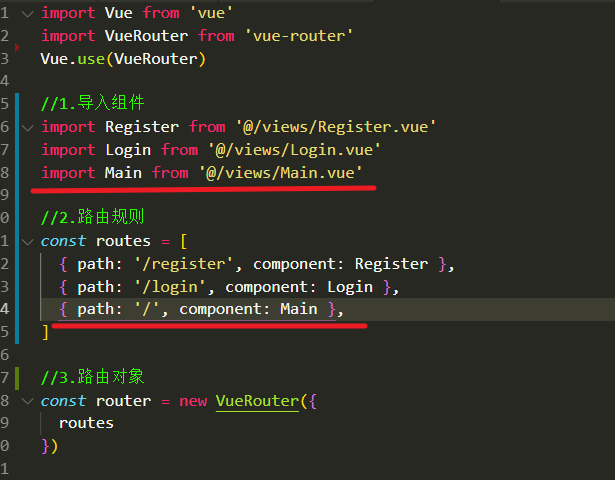 1 import Vue from 'vue'
2 import VueRouter from 'vue-router'
3 Vue.use(VueRouter)
4
5 //1.导入组件
6 import Register from '@/views/Register.vue'
7 import Login from '@/views/Login.vue'
8 import Main from '@/views/Main.vue'
9
0 //2.路由规则
1 const routes = [
2 { path: '/register', component: Register },
3 { path: '/login', component: Login },
4 { path: '/', component: Main },
5 ]
6
7 //3.路由对象
8 const router = new VueRouter({
9 routes
0 })
1